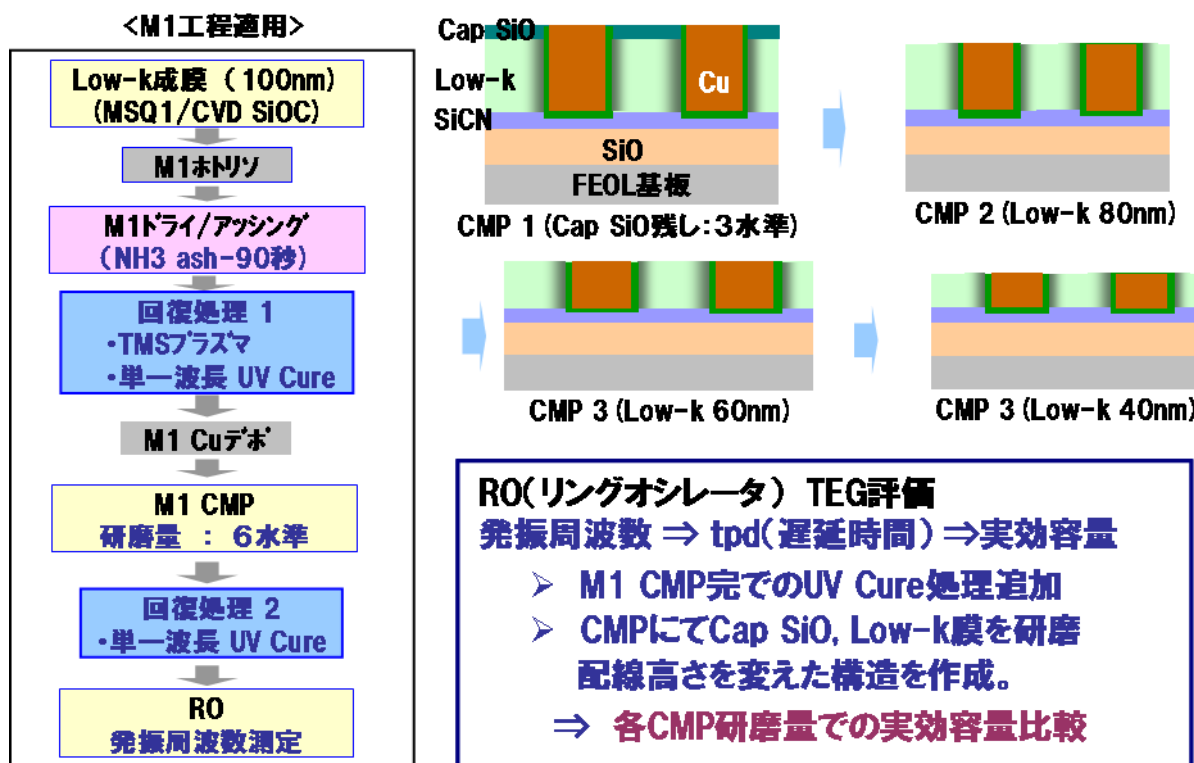 <M1工程適用>
Low-k成膜 (100nm)
(MSQ1/CVD SiOC)
M1ホトリソ
M1ドライ/アッシング
(NH3 ash-90秒)
回復処理 1
・TMSプラズマ
・単一波長 UV Cure
M1 Cuデポ
M1 CMP
研磨量 : 6水準
回復処理 2
・単一波長 UV Cure
RO
発振周波数測定
Cap SiO
Low-k
Cu
SiCN
SiO
FEOL基板
CMP 1 (Cap SiO残し:3水準)
CMP 2 (Low-k 80nm)
CMP 3 (Low-k 60nm)
CMP 3 (Low-k 40nm)
RO(リングオシレータ) TEG評価
発振周波数 ⇒ tpd(遅延時間) ⇒実効容量
➢ M1 CMP完でのUV Cure処理追加
➢ CMPにてCap SiO, Low-k膜を研磨
配線高さを変えた構造を作成。
⇒ 各CMP研磨量での実効容量比較